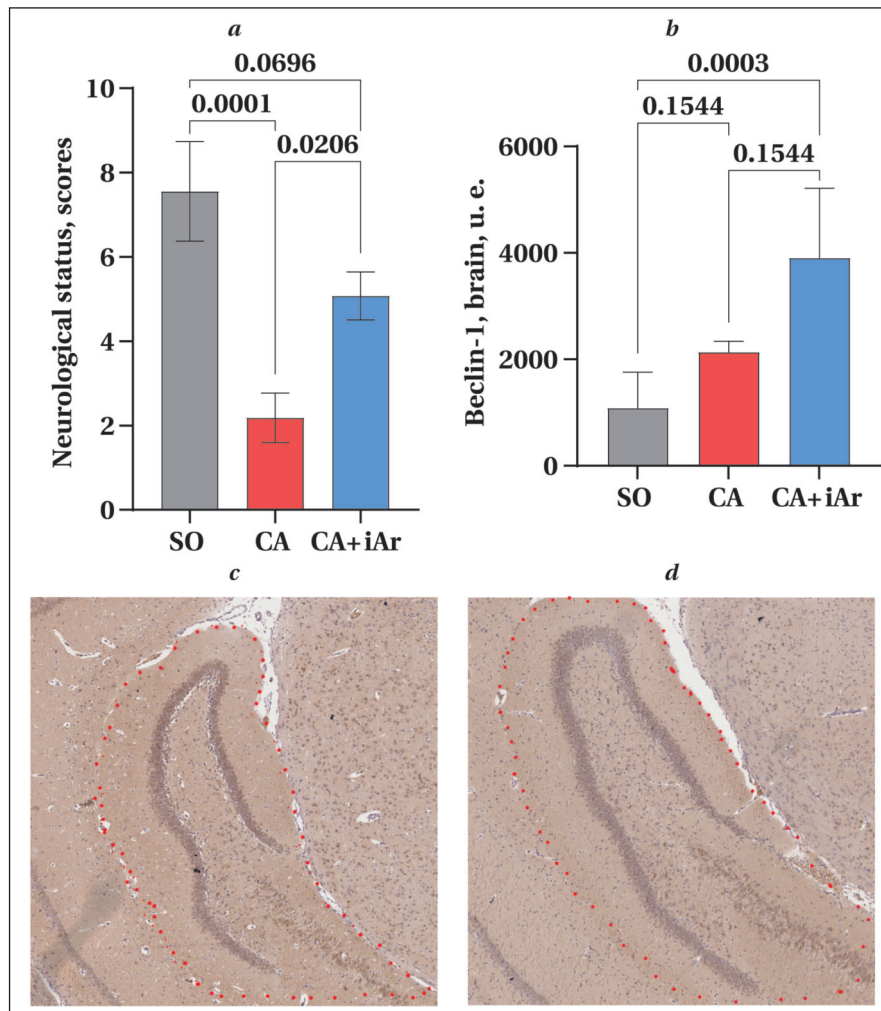 a
0.0696
0.0001
0.0206
10
8
6
4
2
0
Neurological status, scores
SO CA CA+iAr
b
0.0003
0.1544
0.1544
6000
4000
2000
0
Beclin-1, brain, u. e.
SO CA CA+iAr
c
d